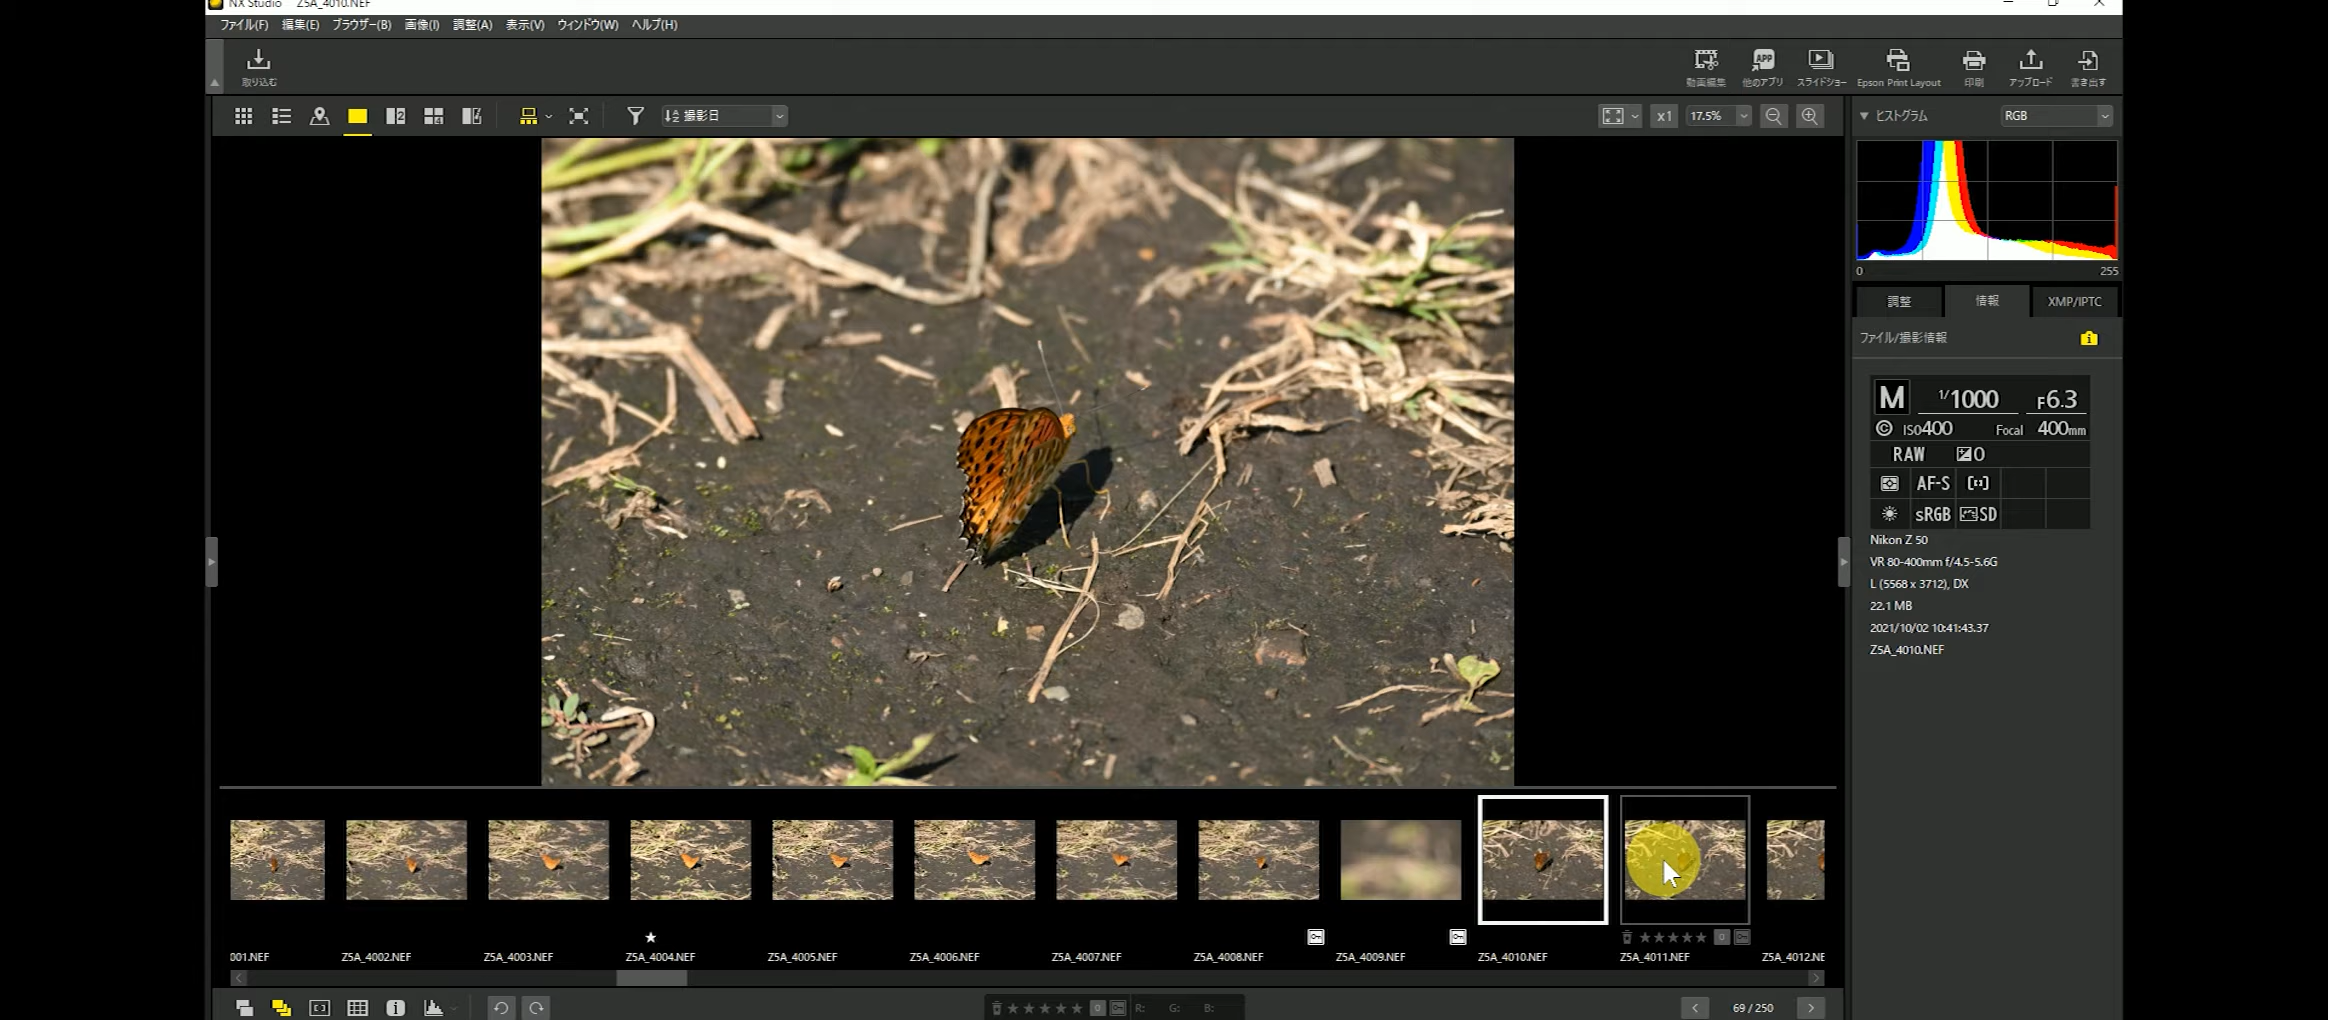 NX Studio Z5A_4010.NEF
ファイル(F) 編集(E) ブラウザー(B) 画像(I) 調整(A) 表示(V) ウィンドウ(W) ヘルプ(H)
取り込む
動画編集 他のアプリ スライドショー Epson Print Layout 印刷 アップロード 書き出す
撮影日 x1 17.5%
ヒストグラム RGB
0 255
調整 情報 XMP/IPTC
ファイル/撮影情報
M 1/1000 F6.3
ISO400 Focal 400mm
RAW 0
AF-S
sRGB SD
Nikon Z 50
VR 80-400mm f/4.5-5.6G
L (5568 x 3712), DX
22.1 MB
2021/10/02 10:41:43.37
Z5A_4010.NEF
001.NEF Z5A_4002.NEF Z5A_4003.NEF Z5A_4004.NEF Z5A_4005.NEF Z5A_4006.NEF Z5A_4007.NEF Z5A_4008.NEF Z5A_4009.NEF Z5A_4010.NEF Z5A_4011.NEF Z5A_4012.NE
R: G: B:
69 / 250